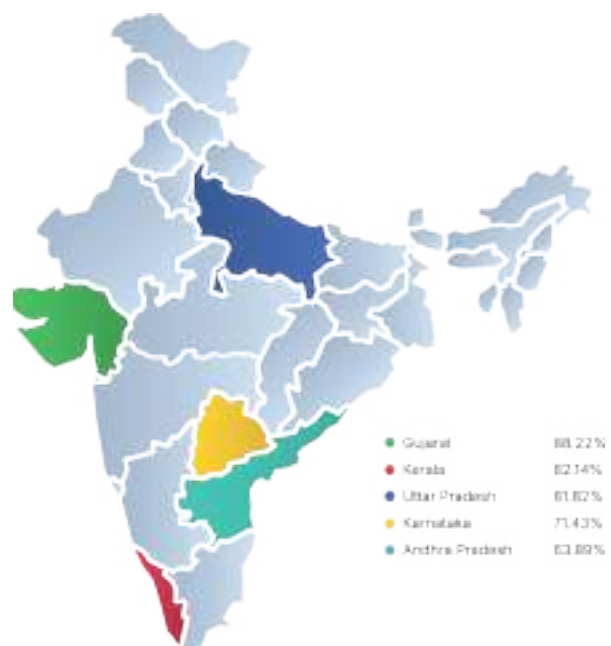 Gujarat 88.22%
Kerala 82.14%
Uttar Pradesh 81.82%
Karnataka 71.43%
Andhra Pradesh 63.89%